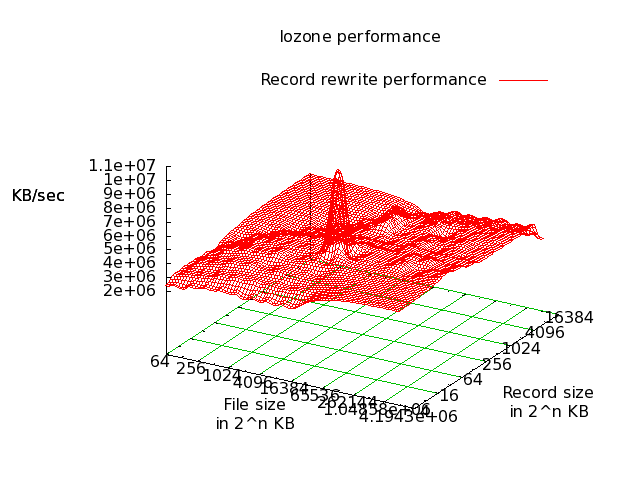 Iozone performance
Record rewrite performance
KB/sec
1.1e+07
1e+07
9e+06
8e+06
7e+06
6e+06
5e+06
4e+06
3e+06
2e+06
64
256
1024
4096
16384
65536
262144
1.04858e+06
4.1943e+06
File size
in 2^n KB
4
16
64
256
1024
4096
16384
Record size
in 2^n KB